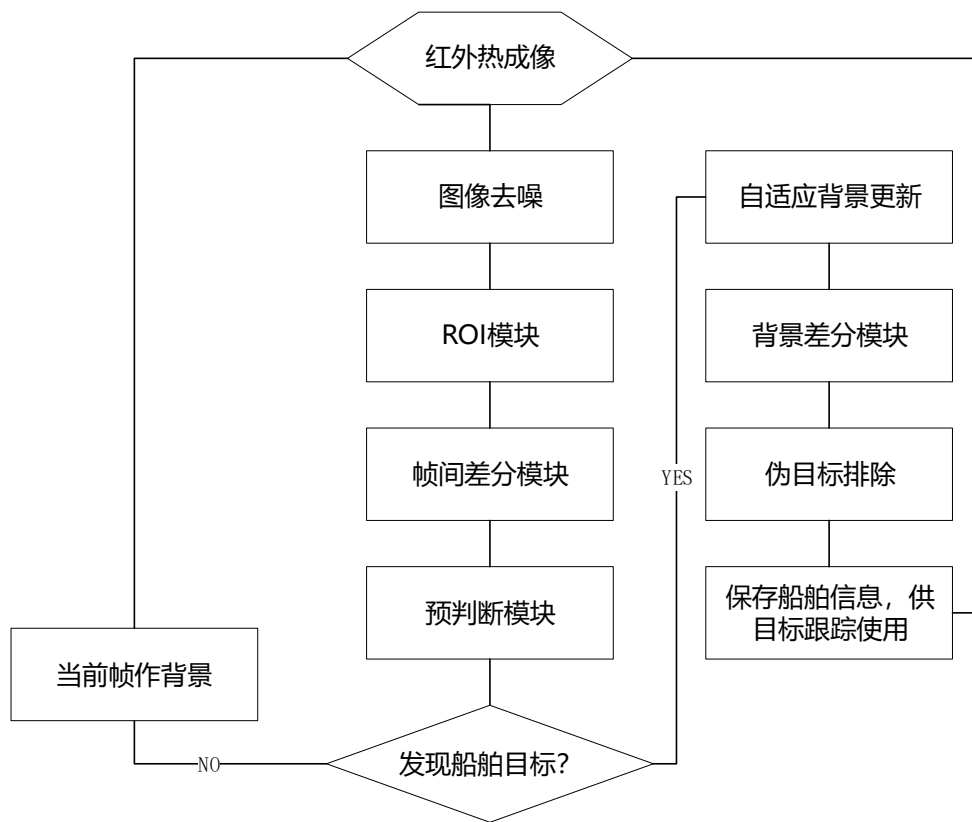 红外热成像
图像去噪
ROI模块
帧间差分模块
预判断模块
发现船舶目标？
NO
当前帧作背景
YES
自适应背景更新
背景差分模块
伪目标排除
保存船舶信息，供
目标跟踪使用